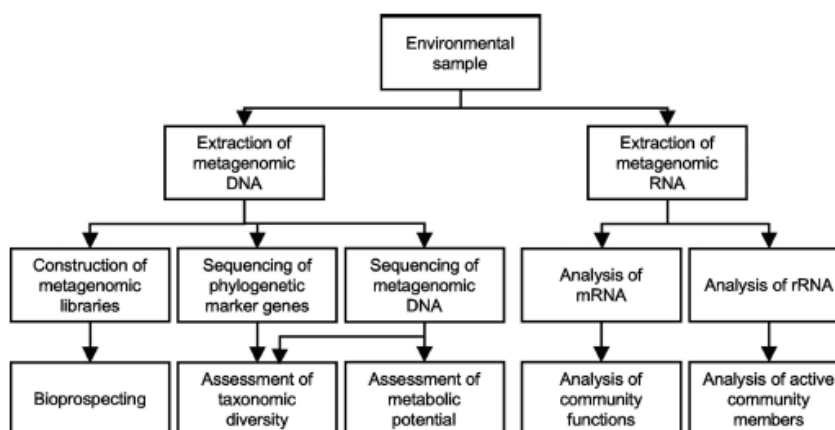 Environmental
sample
Extraction of
metagenomic
DNA
Extraction of
metagenomic
RNA
Construction of
metagenomic
libraries
Sequencing of
phylogenetic
marker genes
Sequencing of
metagenomic
DNA
Analysis of
mRNA
Analysis of rRNA
Bioprospecting
Assessment of
taxonomic
diversity
Assessment of
metabolic
potential
Analysis of
community
functions
Analysis of active
community
members